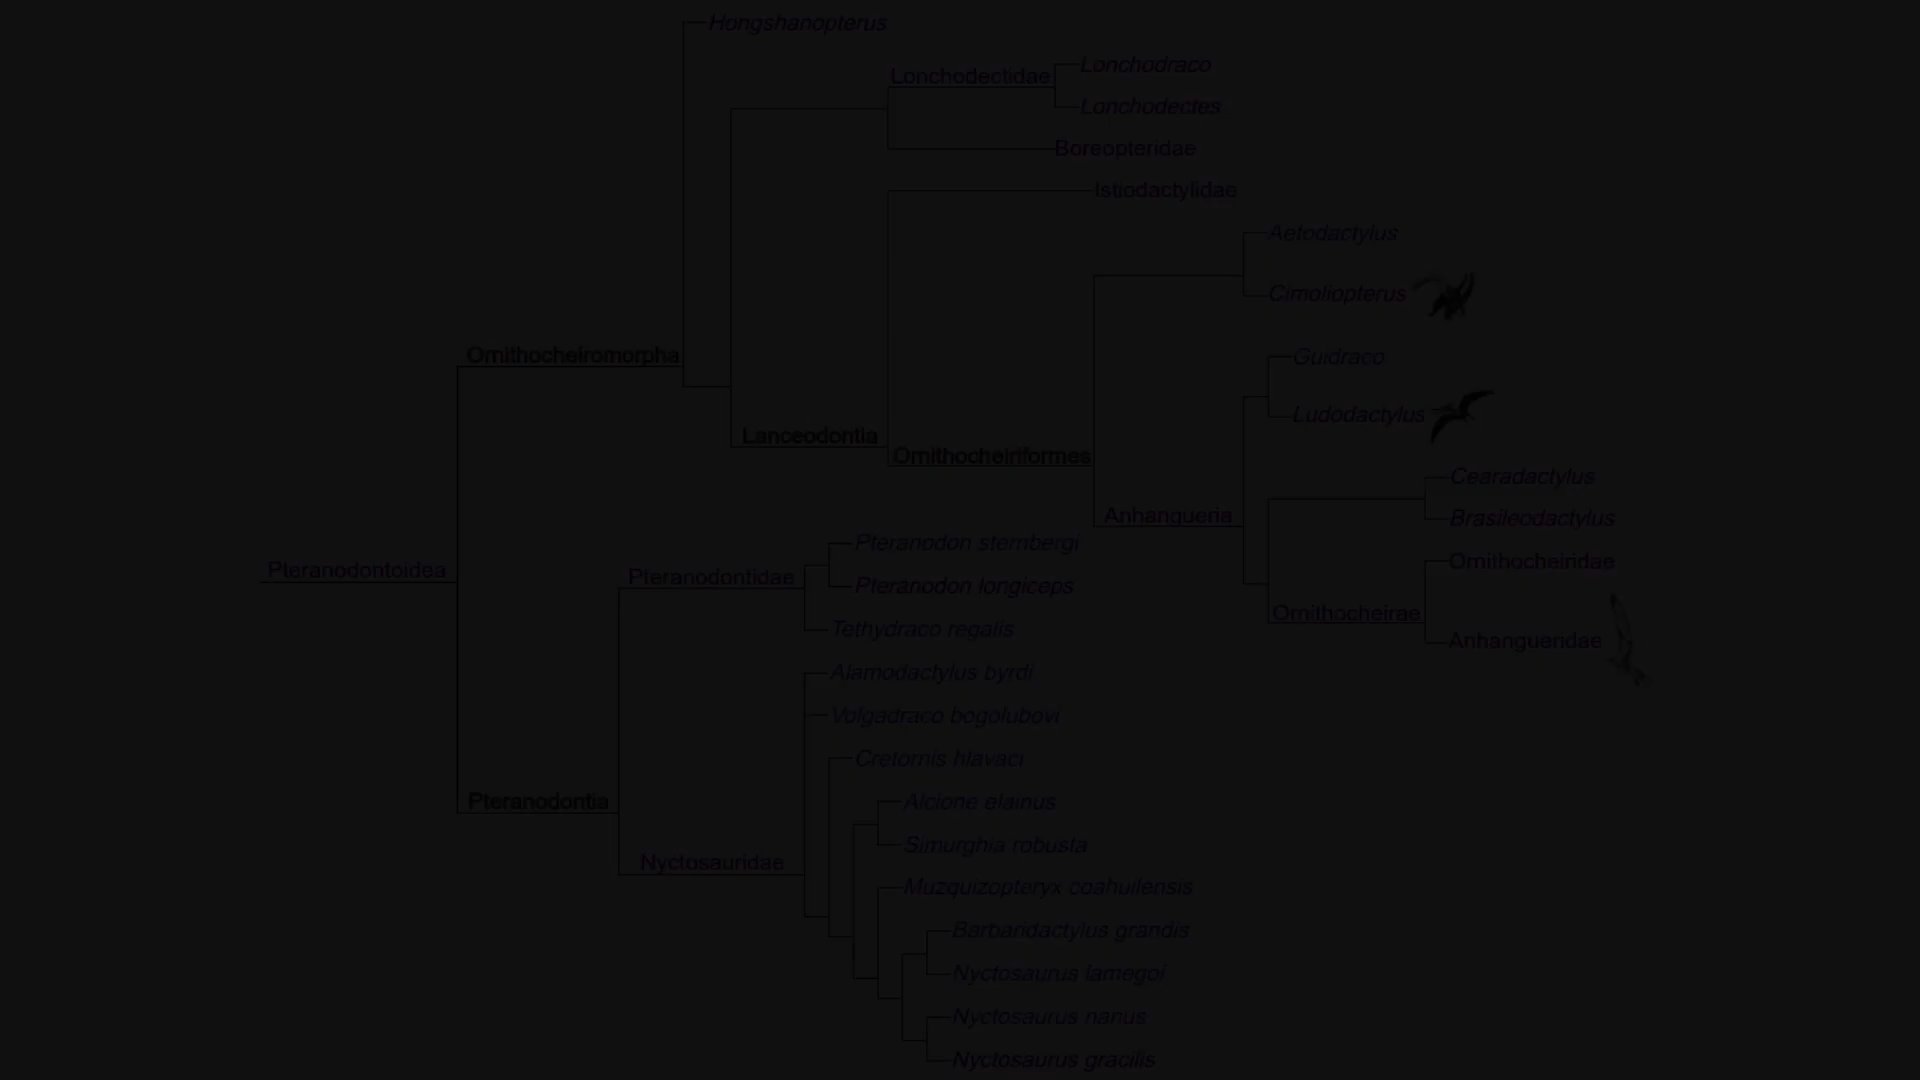 Hongshanopterus
Lonchodraco
Lonchodectidae
Lonchodectes
Boreopteridae
Istiodactylidae
Aetodactylus
Cimoliopterus
Guidraco
Ornithocheiromorpha
Ludodactylus
Lanceodontia
Ornithocheiriformes
Cearadactylus
Anhangueria
Brasileodactylus
Pteranodon sternbergi
Ornithocheiridae
Pteranodontoidea
Pteranodontidae
Pteranodon longiceps
Ornithocheirae
Tethydraco regalis
Anhangueridae
Alamodactylus byrdi
Volgadraco bogolubovi
Cretornis hlavaci
Pteranodontia
Alcione elainus
Simurghia robusta
Nyctosauridae
Muzquizopteryx coahuilensis
Barbaridactylus grandis
Nyctosaurus lamegoi
Nyctosaurus nanus
Nyctosaurus gracilis